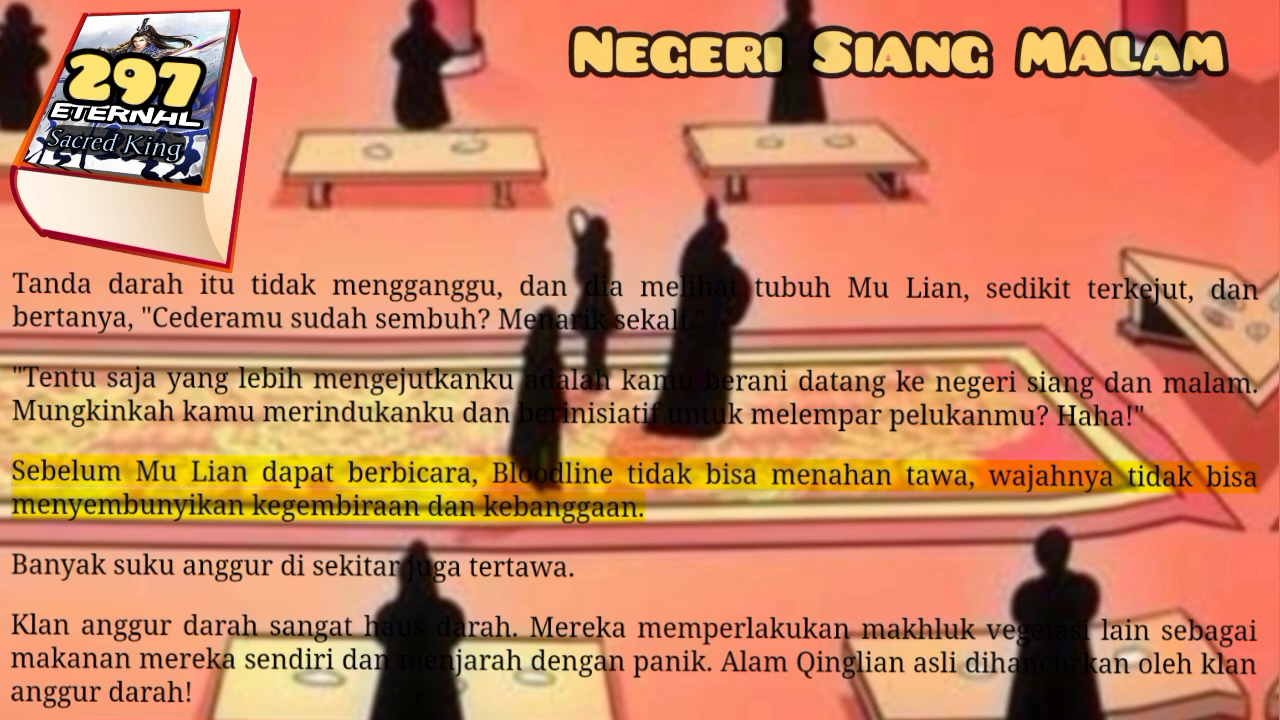 297
ETERNAL
Sacred King
NEGERI SIANG MALAM
Tanda darah itu tidak mengganggu, dan dia melihat tubuh Mu Lian, sedikit terkejut, dan
bertanya, "Cederamu sudah sembuh? Menarik sekali."
"Tentu saja yang lebih mengejutkanku adalah kamu berani datang ke negeri siang dan malam.
Mungkinkah kamu merindukanku dan berinisiatif untuk melempar pelukanmu? Haha!"
Sebelum Mu Lian dapat berbicara, Bloodline tidak bisa menahan tawa, wajahnya tidak bisa
menyembunyikan kegembiraan dan kebanggaan.
Banyak suku anggur di sekitar juga tertawa.
Klan anggur darah sangat haus darah. Mereka memperlakukan makhluk vegetasi lain sebagai
makanan mereka sendiri dan menjarah dengan panik. Alam Qinglian asli dihancurkan oleh klan
anggur darah!